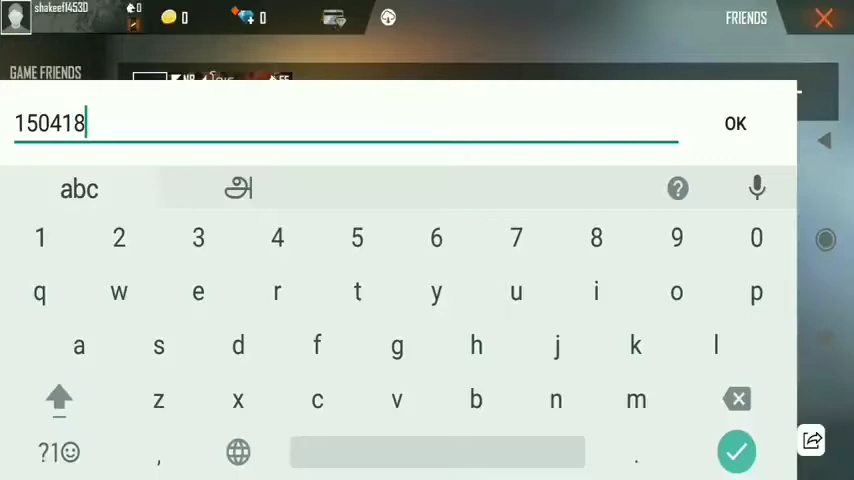 shakeef1453D
0
0
0
FRIENDS
GAME FRIENDS
150418
OK
abc
அ
?
1 2 3 4 5 6 7 8 9 0
q w e r t y u i o p
a s d f g h j k l
z x c v b n m
?1☺ , .